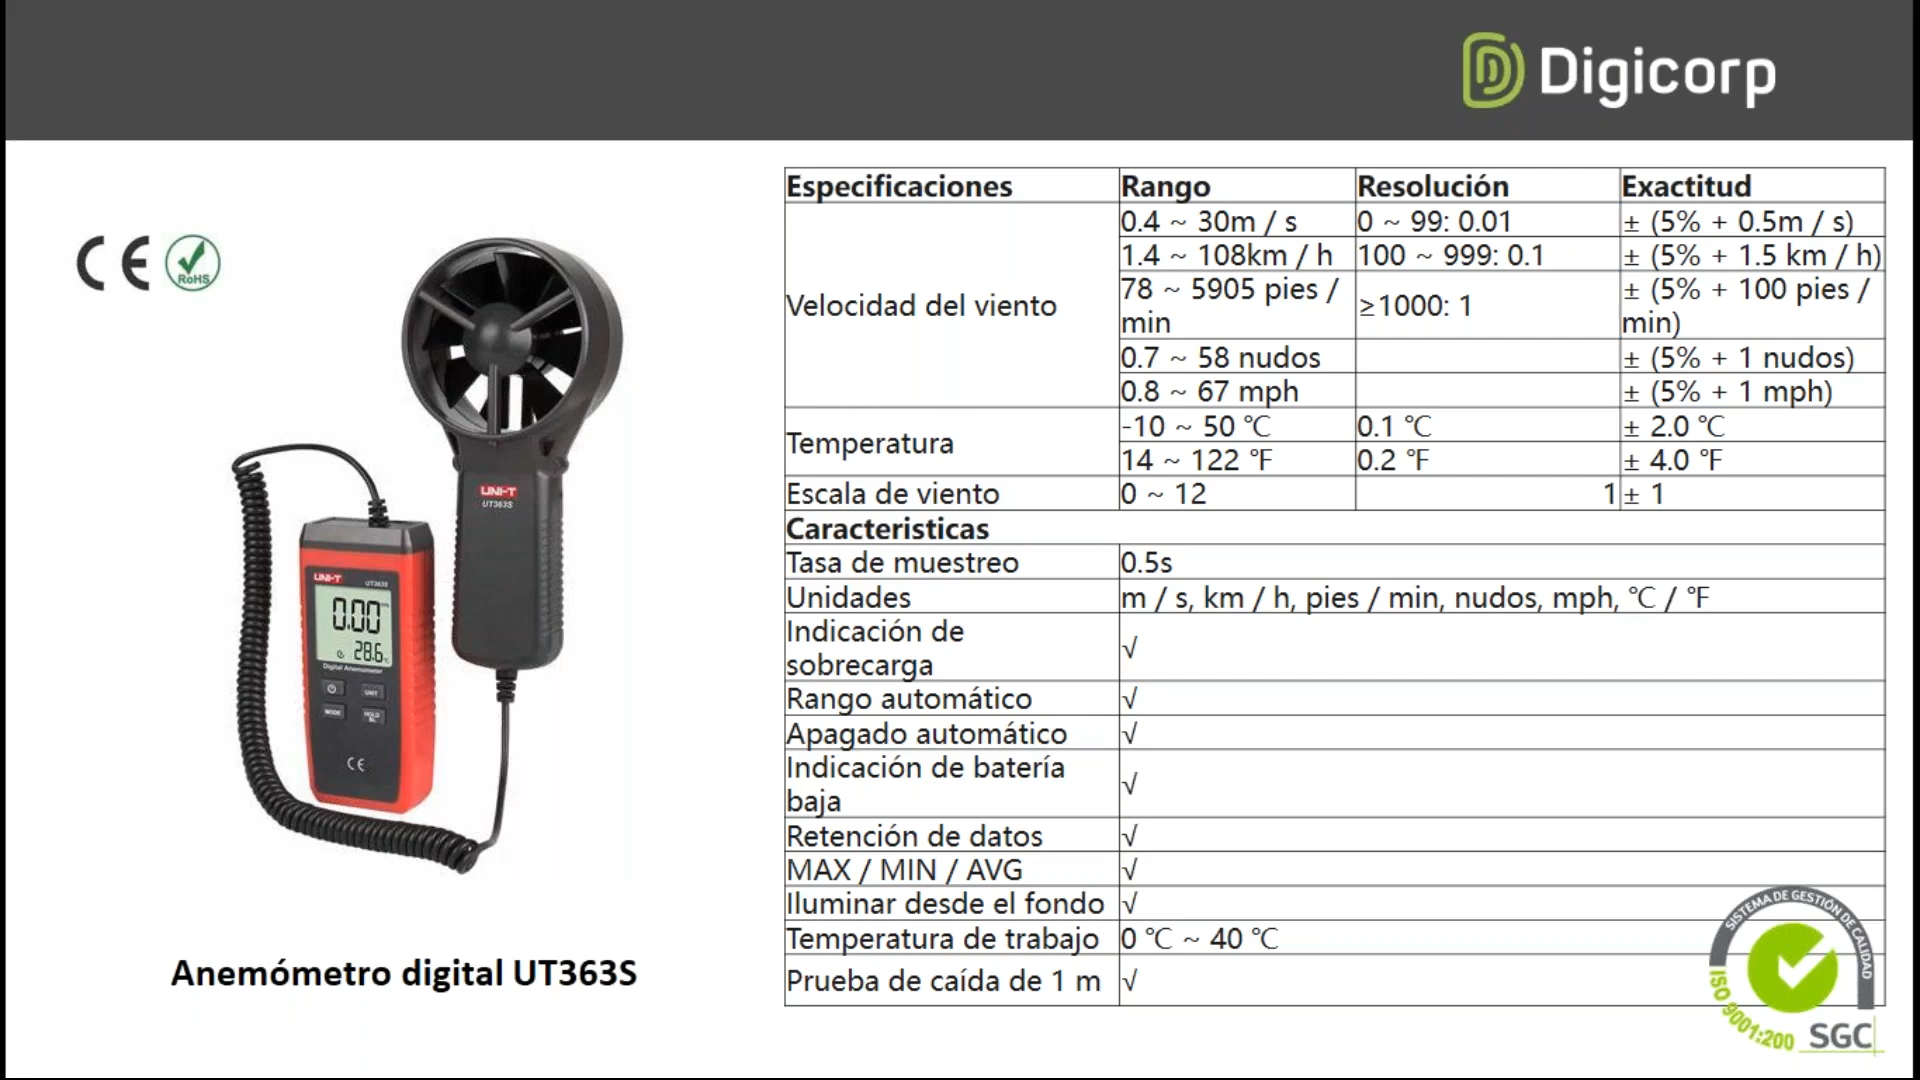 Digicorp
CE RoHS
UNI-T
UT363S
UNI-T
UT363S
0.00
28.6
Digital Anemometer
UNIT
MODE
HOLD
BL
CE
Anemómetro digital UT363S
Especificaciones Rango Resolución Exactitud
Velocidad del viento
0.4 ~ 30m / s 0 ~ 99: 0.01 ± (5% + 0.5m / s)
1.4 ~ 108km / h 100 ~ 999: 0.1 ± (5% + 1.5 km / h)
78 ~ 5905 pies / min ≥1000: 1 ± (5% + 100 pies / min)
0.7 ~ 58 nudos ± (5% + 1 nudos)
0.8 ~ 67 mph ± (5% + 1 mph)
Temperatura
-10 ~ 50 ℃ 0.1 ℃ ± 2.0 ℃
14 ~ 122 ℉ 0.2 ℉ ± 4.0 ℉
Escala de viento 0 ~ 12 1 ± 1
Caracteristicas
Tasa de muestreo 0.5s
Unidades m / s, km / h, pies / min, nudos, mph, ℃ / ℉
Indicación de sobrecarga √
Rango automático √
Apagado automático √
Indicación de batería baja √
Retención de datos √
MAX / MIN / AVG √
Iluminar desde el fondo √
Temperatura de trabajo 0 ℃ ~ 40 ℃
Prueba de caída de 1 m √
SISTEMA DE GESTIÓN DE CALIDAD
ISO 9001:200
SGC